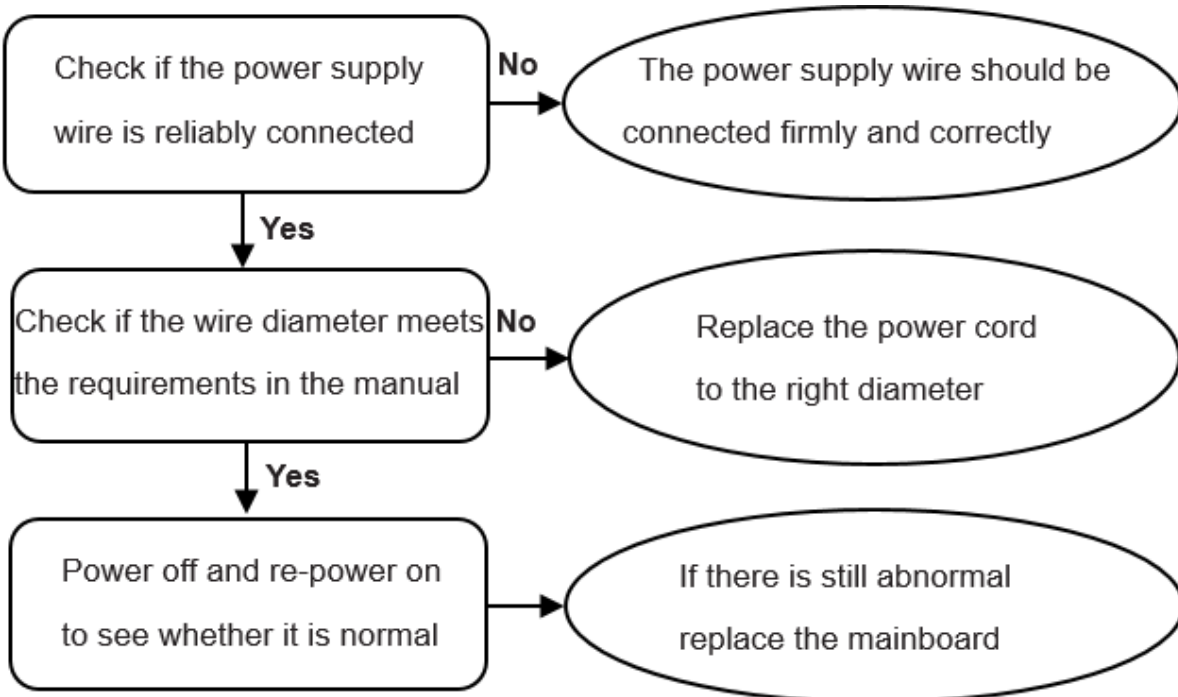 Check if the power supply
wire is reliably connected
No
The power supply wire should be
connected firmly and correctly
Yes
Check if the wire diameter meets
the requirements in the manual
No
Replace the power cord
to the right diameter
Yes
Power off and re-power on
to see whether it is normal
If there is still abnormal
replace the mainboard